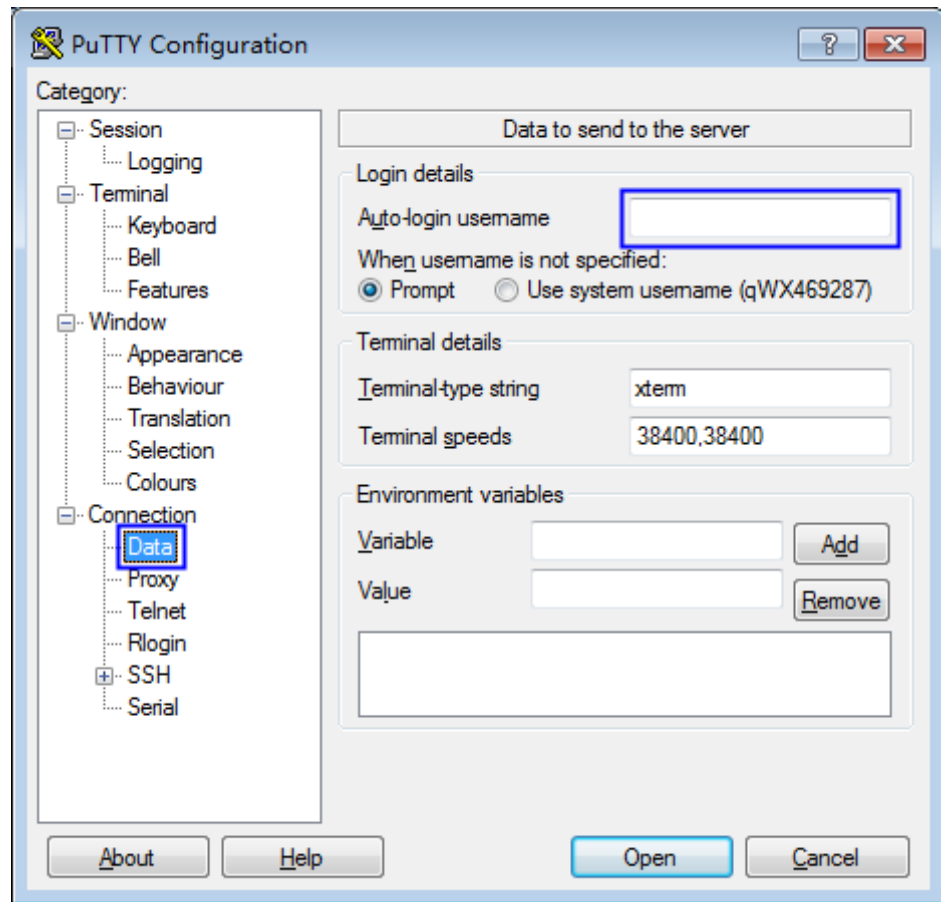 PuTTY Configuration
Category:
Session
Logging
Terminal
Keyboard
Bell
Features
Window
Appearance
Behaviour
Translation
Selection
Colours
Connection
Data
Proxy
Telnet
Rlogin
SSH
Serial
Data to send to the server
Login details
Auto-login username
When username is not specified:
Prompt Use system username (qWX469287)
Terminal details
Terminal-type string xterm
Terminal speeds 38400,38400
Environment variables
Variable Add
Value Remove
About Help Open Cancel